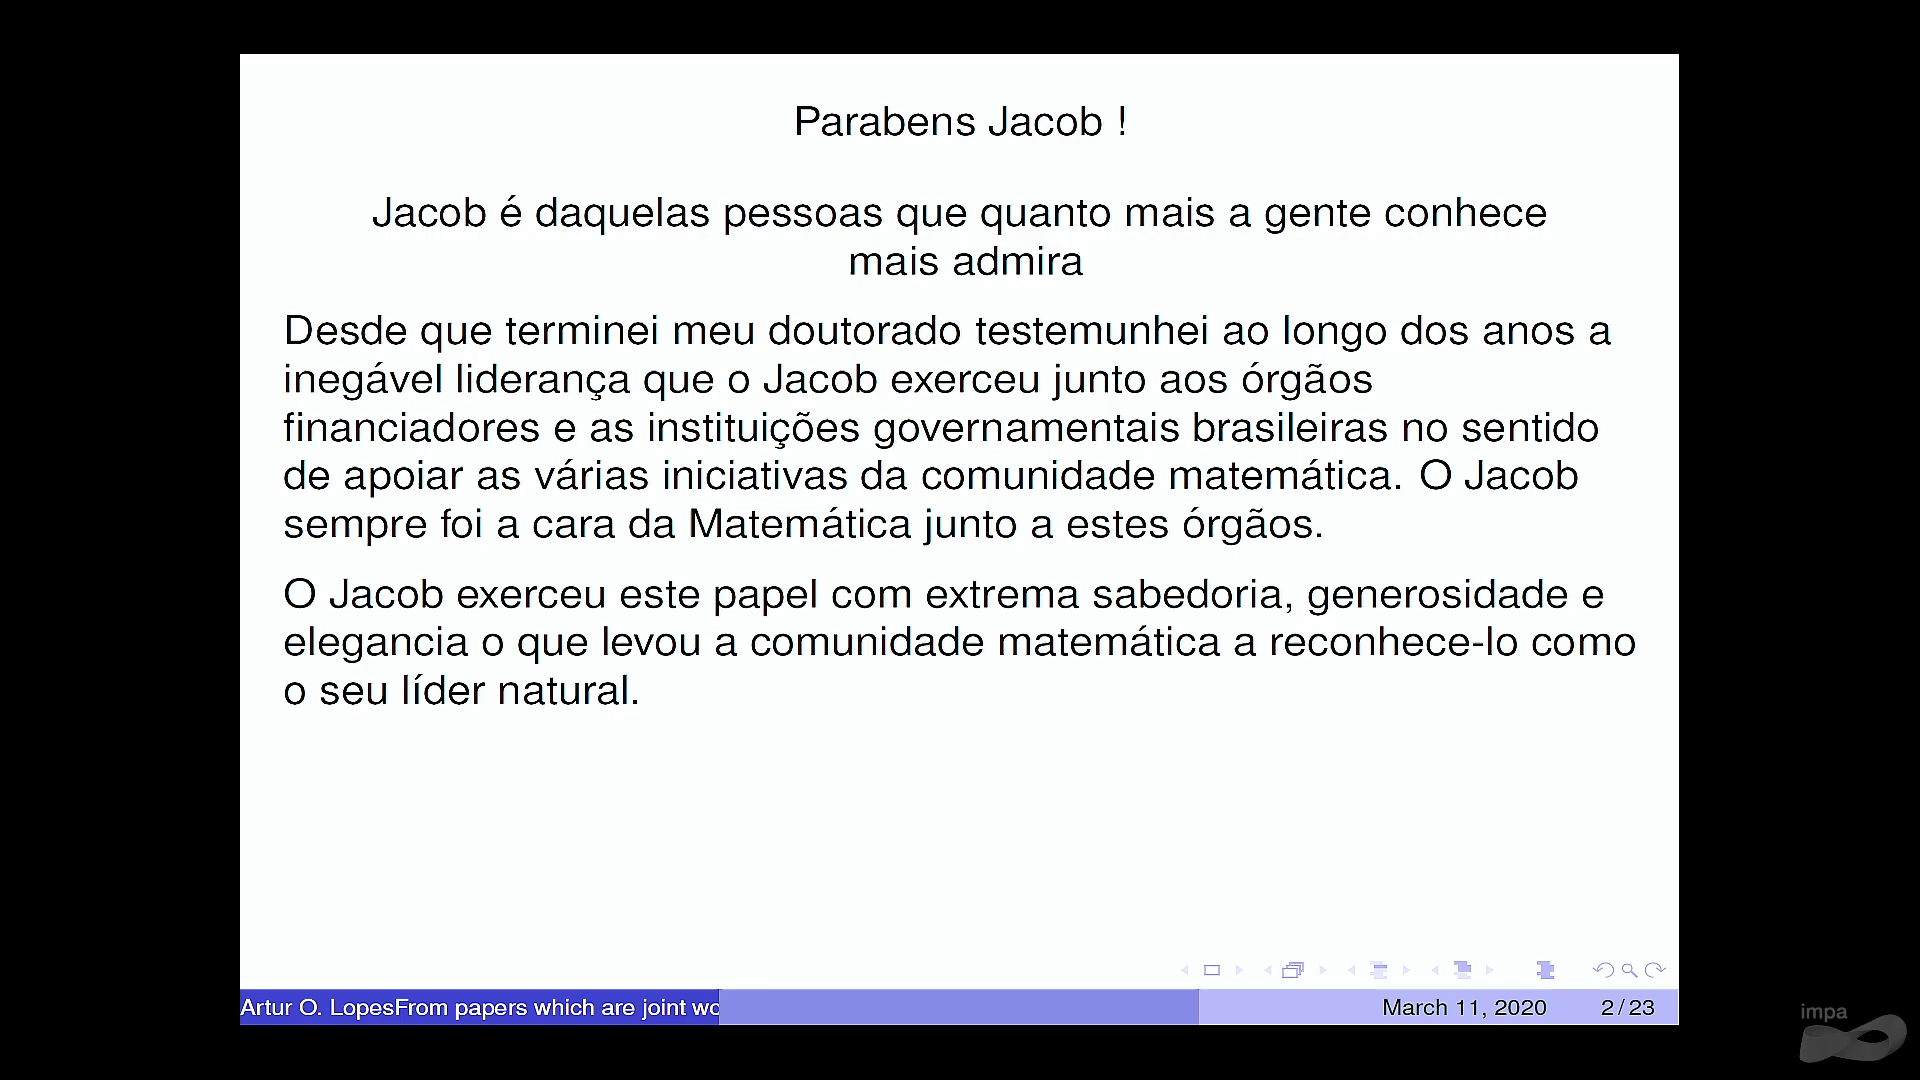 Parabens Jacob !
Jacob é daquelas pessoas que quanto mais a gente conhece
mais admira
Desde que terminei meu doutorado testemunhei ao longo dos anos a
inegável liderança que o Jacob exerceu junto aos órgãos
financiadores e as instituições governamentais brasileiras no sentido
de apoiar as várias iniciativas da comunidade matemática. O Jacob
sempre foi a cara da Matemática junto a estes órgãos.
O Jacob exerceu este papel com extrema sabedoria, generosidade e
elegancia o que levou a comunidade matemática a reconhece-lo como
o seu líder natural.
Artur O. LopesFrom papers which are joint wo
March 11, 2020 2 / 23
impa